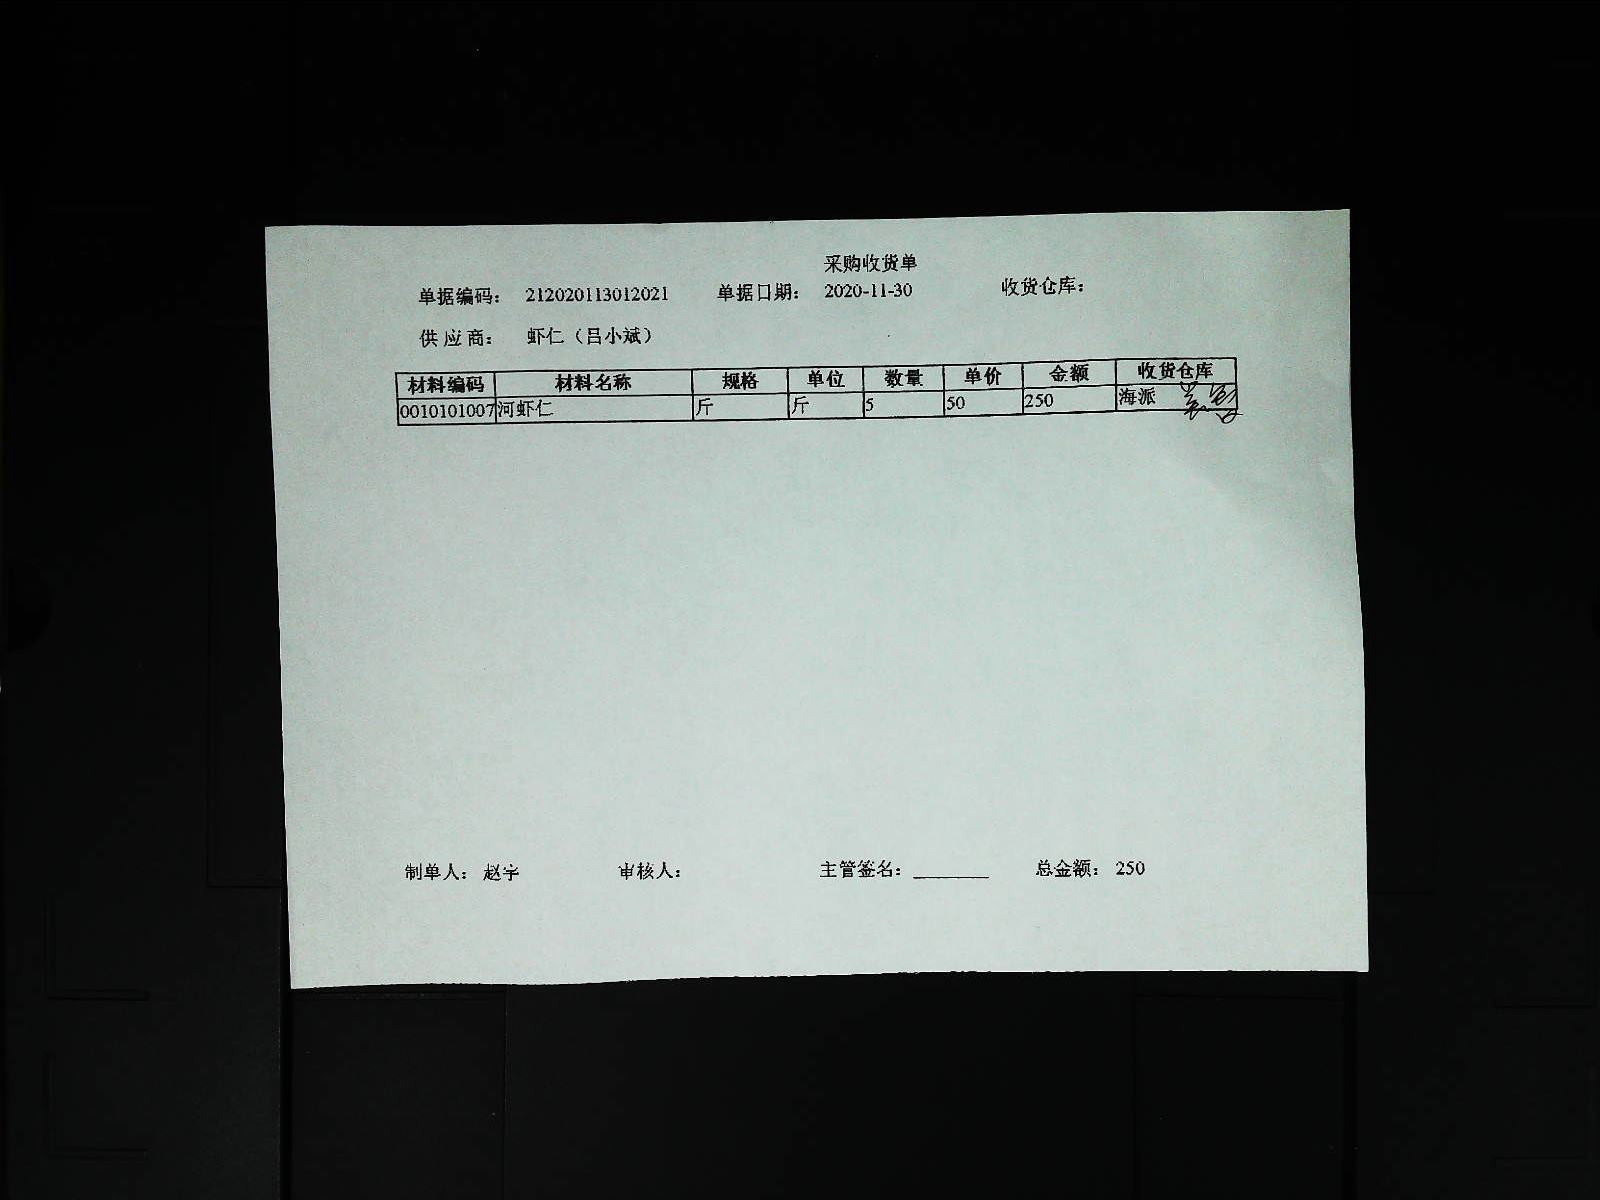 采购收货单
单据编码： 212020113012021 单据日期： 2020-11-30 收货仓库：
供应商： 虾仁（吕小斌）
材料编码 材料名称 规格 单位 数量 单价 金额 收货仓库
0010101007 河虾仁 斤 斤 5 50 250 海派
制单人： 赵宇 审核人： 主管签名： 总金额： 250